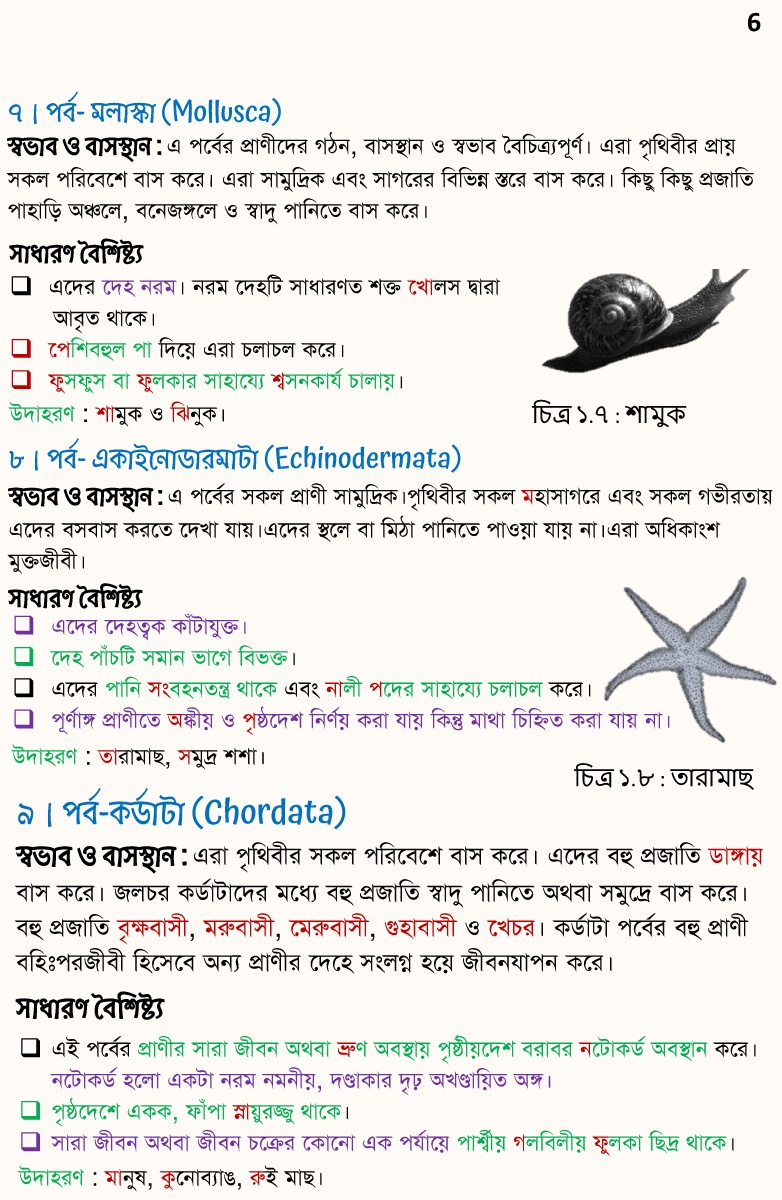 6
৭। পর্ব- মলাস্কা (Mollusca)
স্বভাব ও বাসস্থান : এ পর্বের প্রাণীদের গঠন, বাসস্থান ও স্বভাব বৈচিত্র্যপূর্ণ। এরা পৃথিবীর প্রায়
সকল পরিবেশে বাস করে। এরা সামুদ্রিক এবং সাগরের বিভিন্ন স্তরে বাস করে। কিছু কিছু প্রজাতি
পাহাড়ি অঞ্চলে, বনেজঙ্গলে ও স্বাদু পানিতে বাস করে।
সাধারণ বৈশিষ্ট্য
❑ এদের দেহ নরম। নরম দেহটি সাধারণত শক্ত খোলস দ্বারা
আবৃত থাকে।
❑ পেশিবহুল পা দিয়ে এরা চলাচল করে।
❑ ফুসফুস বা ফুলকার সাহায্যে শ্বসনকার্য চালায়।
উদাহরণ : শামুক ও ঝিনুক।
চিত্র ১.৭ : শামুক
৮। পর্ব- একাইনোডারমাটা (Echinodermata)
স্বভাব ও বাসস্থান : এ পর্বের সকল প্রাণী সামুদ্রিক।পৃথিবীর সকল মহাসাগরে এবং সকল গভীরতায়
এদের বসবাস করতে দেখা যায়।এদের স্থলে বা মিঠা পানিতে পাওয়া যায় না।এরা অধিকাংশ
মুক্তজীবী।
সাধারণ বৈশিষ্ট্য
❑ এদের দেহত্বক কাঁটাযুক্ত।
❑ দেহ পাঁচটি সমান ভাগে বিভক্ত।
❑ এদের পানি সংবহনতন্ত্র থাকে এবং নালী পদের সাহায্যে চলাচল করে।
❑ পূর্ণাঙ্গ প্রাণীতে অঙ্কীয় ও পৃষ্ঠদেশ নির্ণয় করা যায় কিন্তু মাথা চিহ্নিত করা যায় না।
উদাহরণ : তারামাছ, সমুদ্র শশা।
চিত্র ১.৮ : তারামাছ
৯। পর্ব-কর্ডাটা (Chordata)
স্বভাব ও বাসস্থান : এরা পৃথিবীর সকল পরিবেশে বাস করে। এদের বহু প্রজাতি ডাঙ্গায়
বাস করে। জলচর কর্ডাটাদের মধ্যে বহু প্রজাতি স্বাদু পানিতে অথবা সমুদ্রে বাস করে।
বহু প্রজাতি বৃক্ষবাসী, মরুবাসী, মেরুবাসী, গুহাবাসী ও খেচর। কর্ডাটা পর্বের বহু প্রাণী
বহিঃপরজীবী হিসেবে অন্য প্রাণীর দেহে সংলগ্ন হয়ে জীবনযাপন করে।
সাধারণ বৈশিষ্ট্য
❑ এই পর্বের প্রাণীর সারা জীবন অথবা ভ্রুণ অবস্থায় পৃষ্ঠীয়দেশ বরাবর নটোকর্ড অবস্থান করে।
নটোকর্ড হলো একটা নরম নমনীয়, দণ্ডাকার দৃঢ় অখণ্ডায়িত অঙ্গ।
❑ পৃষ্ঠদেশে একক, ফাঁপা স্নায়ুরজ্জু থাকে।
❑ সারা জীবন অথবা জীবন চক্রের কোনো এক পর্যায়ে পার্শ্বীয় গলবিলীয় ফুলকা ছিদ্র থাকে।
উদাহরণ : মানুষ, কুনোব্যাঙ, রুই মাছ।